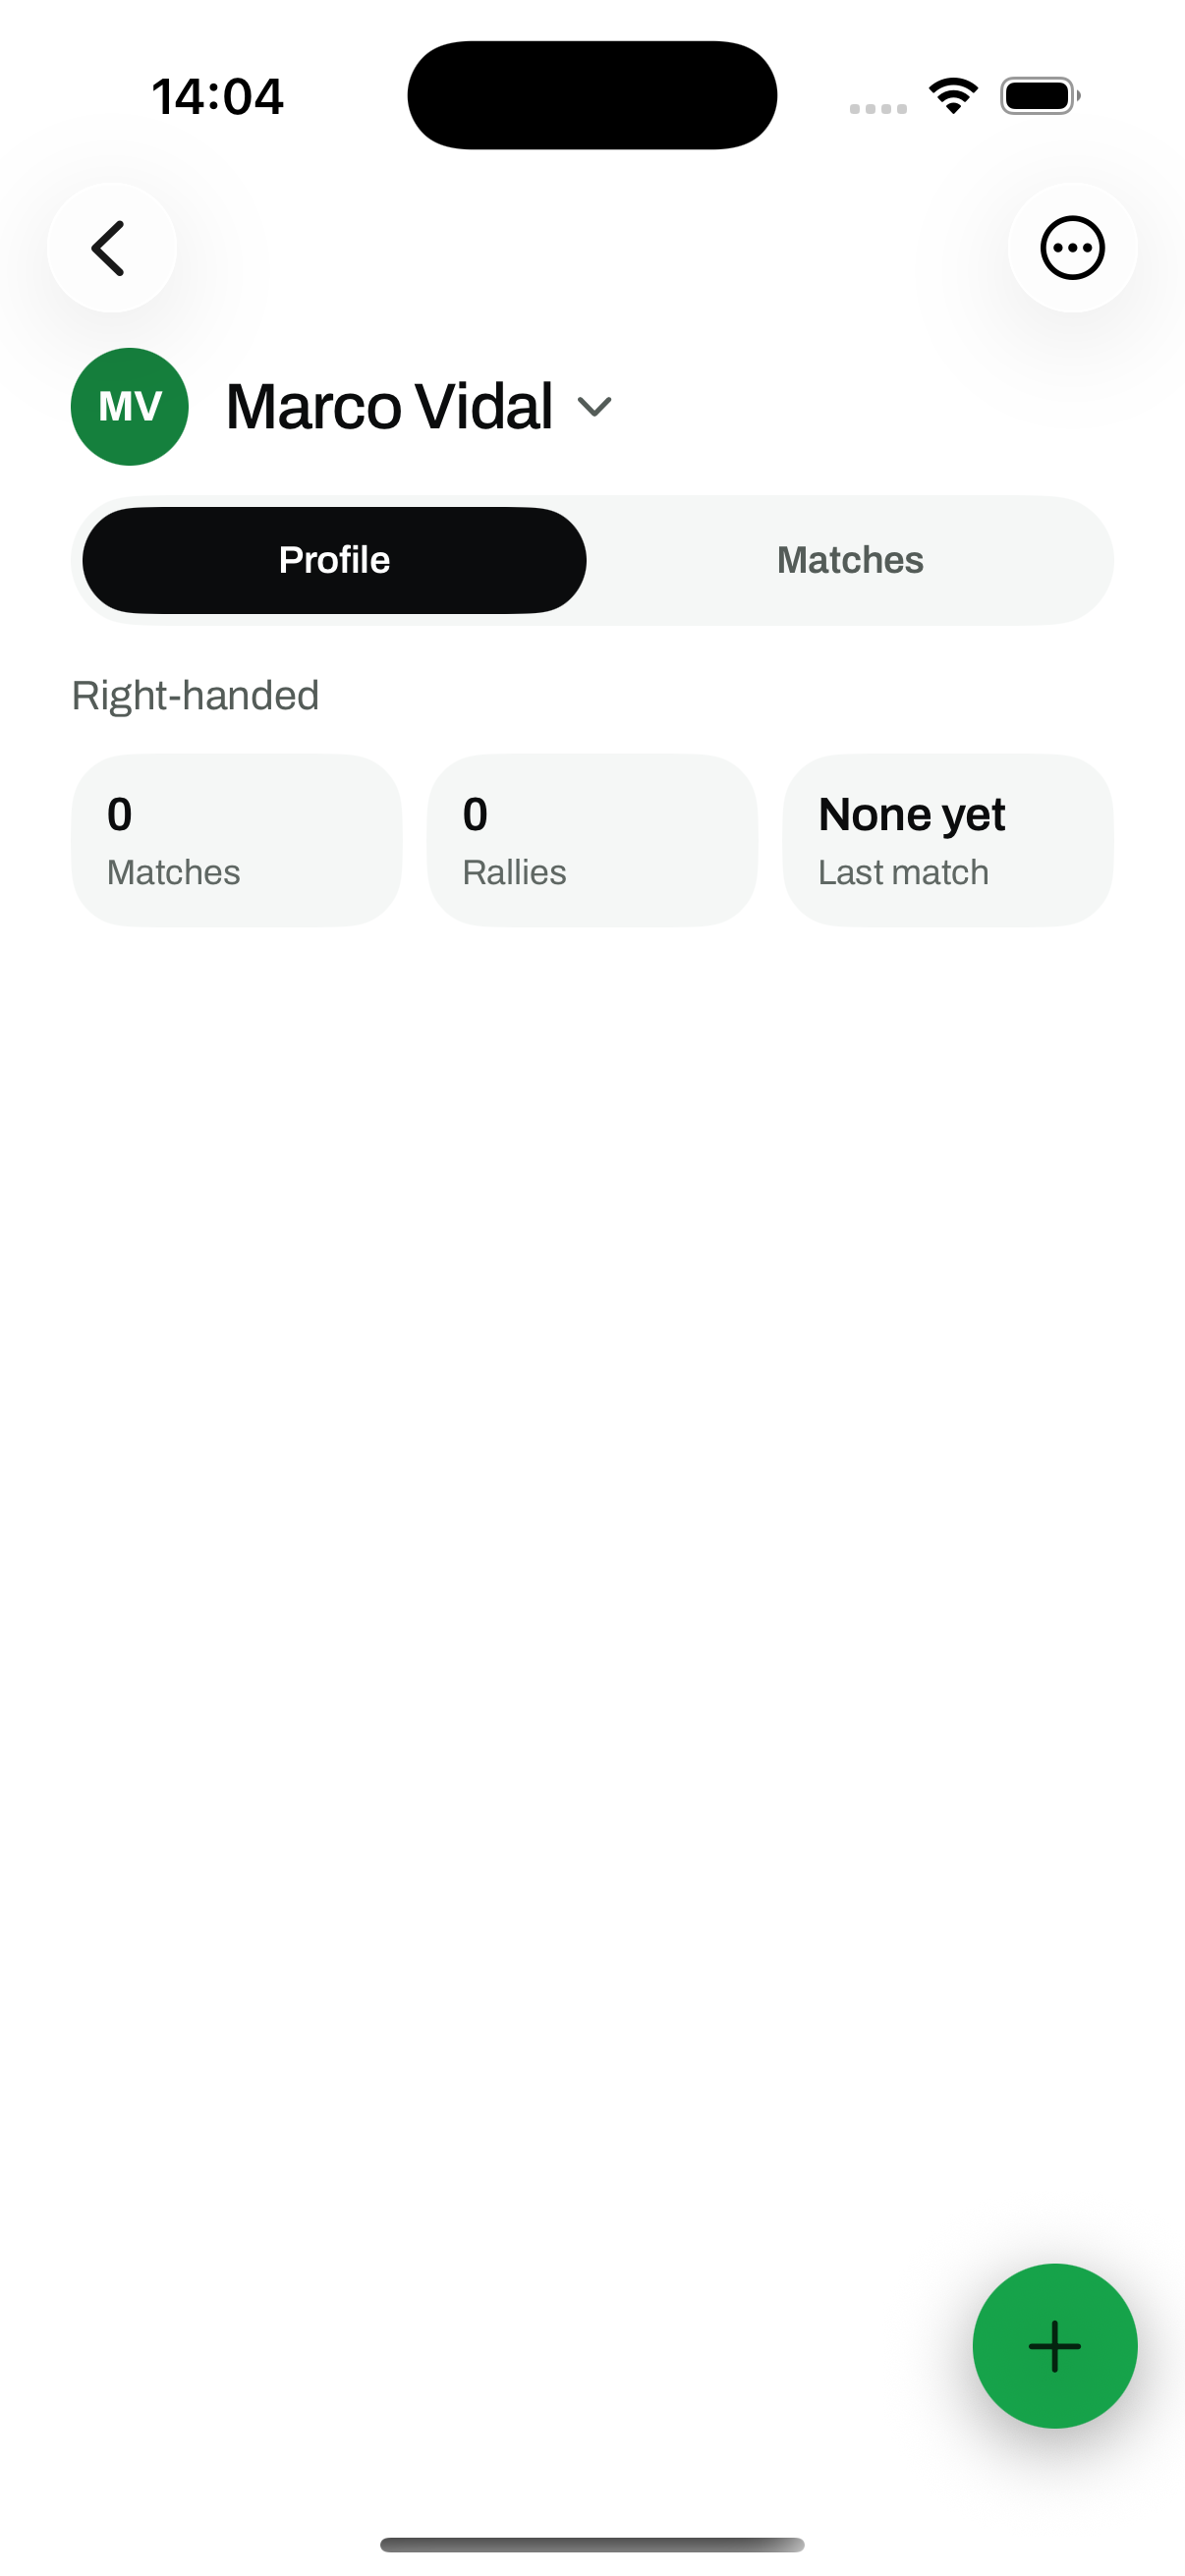 14:04
MV
Marco Vidal
Profile
Matches
Right-handed
0
Matches
0
Rallies
None yet
Last match